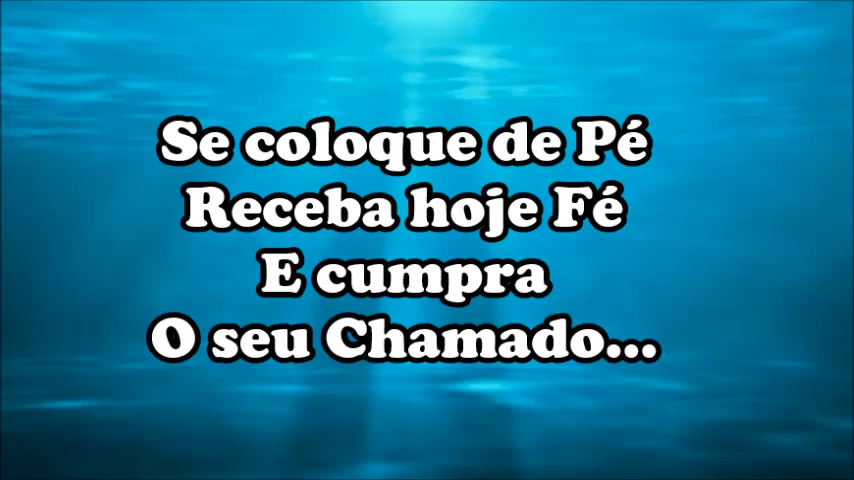 Se coloque de Pé
Receba hoje Fé
E cumpra
O seu Chamado...